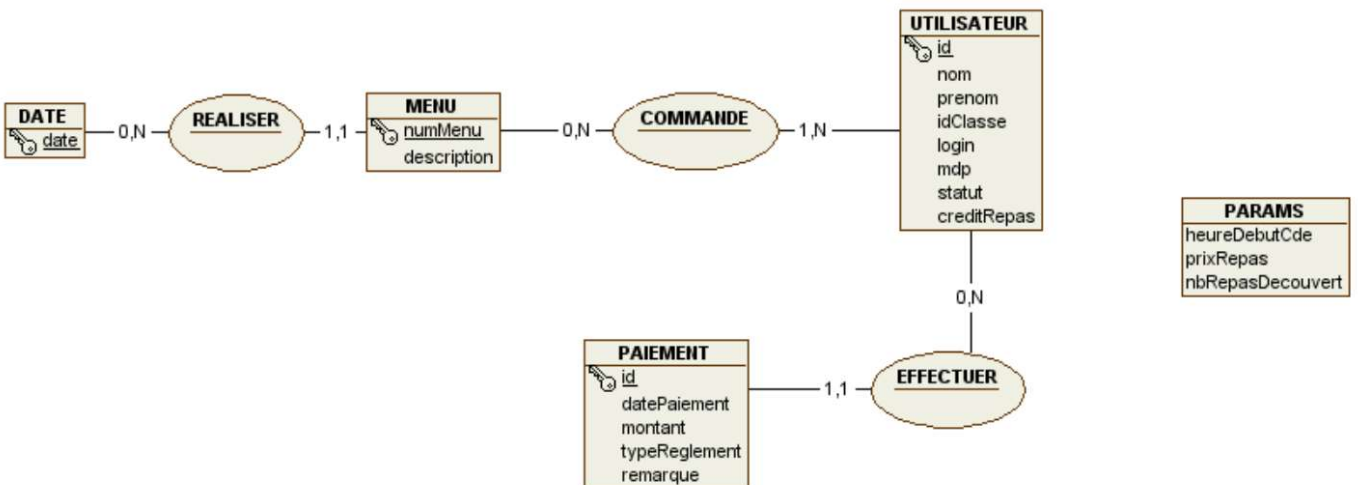 DATE
date
0,N
REALISER
1,1
MENU
numMenu
description
0,N
COMMANDE
1,N
UTILISATEUR
id
nom
prenom
idClasse
login
mdp
statut
creditRepas
PARAMS
heureDebutCde
prixRepas
nbRepasDecouvert
0,N
PAIEMENT
id
datePaiement
montant
typeReglement
remarque
1,1
EFFECTUER